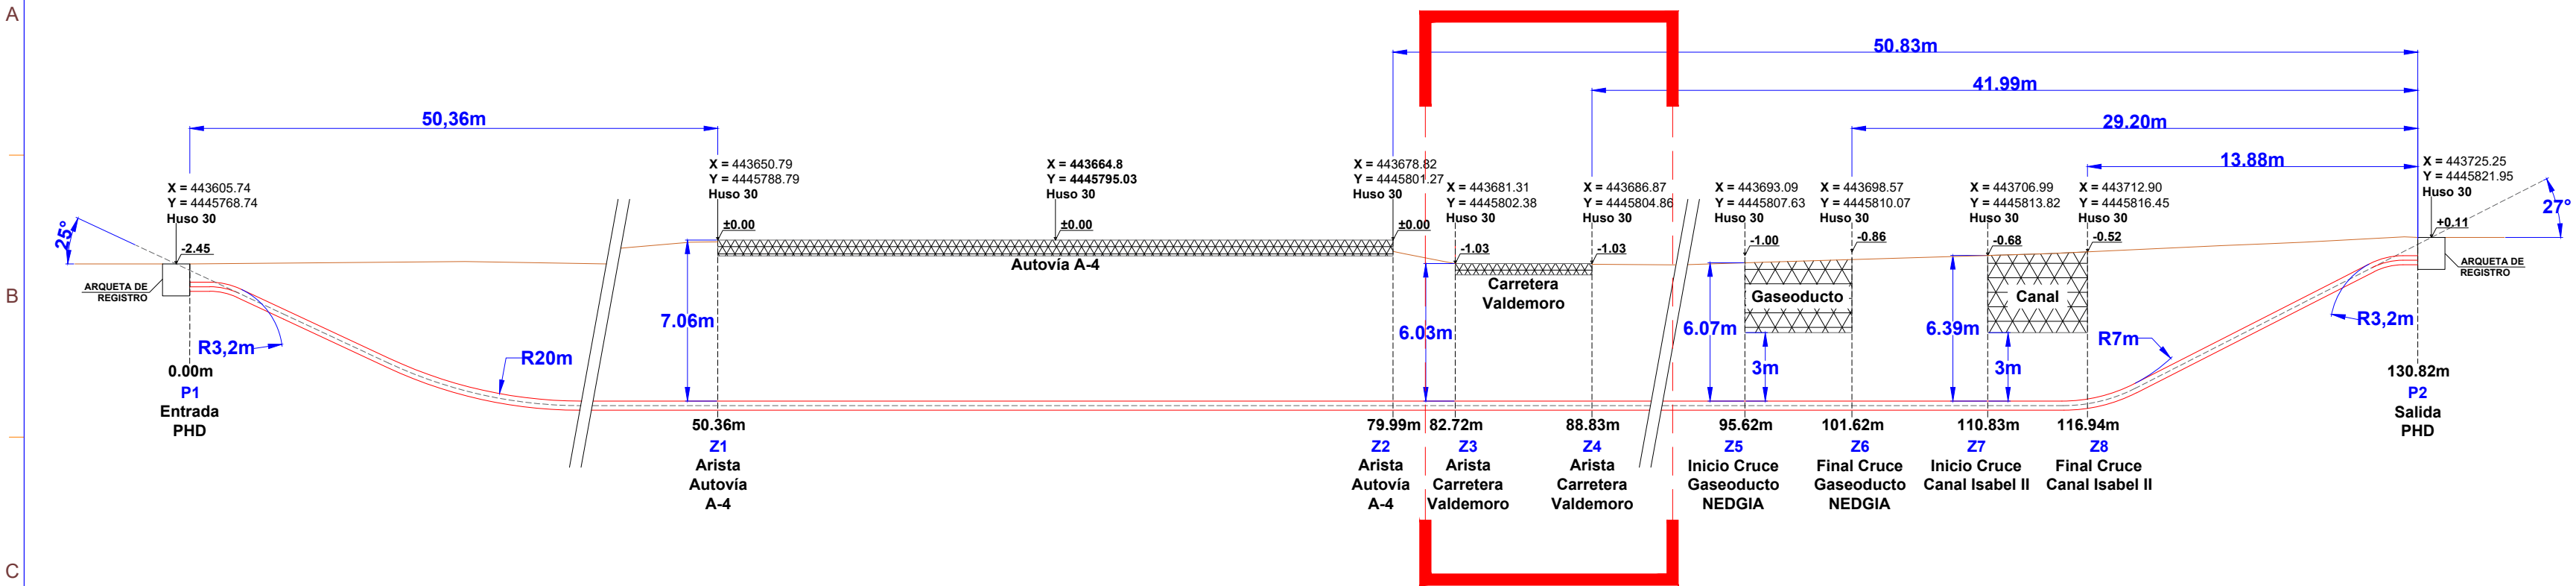 A
B
C
50.83m
41.99m
29.20m
13.88m
50,36m
X = 443605.74
Y = 4445768.74
Huso 30
-2.45
25°
ARQUETA DE
REGISTRO
R3,2m
0.00m
P1
Entrada
PHD
R20m
X = 443650.79
Y = 4445788.79
Huso 30
±0.00
7.06m
50.36m
Z1
Arista
Autovía
A-4
X = 443664.8
Y = 4445795.03
Huso 30
±0.00
Autovía A-4
X = 443678.82
Y = 4445801.27
Huso 30
±0.00
79.99m
Z2
Arista
Autovía
A-4
X = 443681.31
Y = 4445802.38
Huso 30
-1.03
6.03m
Carretera
Valdemoro
82.72m
Z3
Arista
Carretera
Valdemoro
X = 443686.87
Y = 4445804.86
Huso 30
-1.03
88.83m
Z4
Arista
Carretera
Valdemoro
X = 443693.09
Y = 4445807.63
Huso 30
-1.00
6.07m
Gaseoducto
3m
95.62m
Z5
Inicio Cruce
Gaseoducto
NEDGIA
X = 443698.57
Y = 4445810.07
Huso 30
-0.86
101.62m
Z6
Final Cruce
Gaseoducto
NEDGIA
X = 443706.99
Y = 4445813.82
Huso 30
-0.68
6.39m
Canal
3m
110.83m
Z7
Inicio Cruce
Canal Isabel II
X = 443712.90
Y = 4445816.45
Huso 30
-0.52
116.94m
Z8
Final Cruce
Canal Isabel II
R7m
R3,2m
X = 443725.25
Y = 4445821.95
Huso 30
+0.11
27°
ARQUETA DE
REGISTRO
130.82m
P2
Salida
PHD